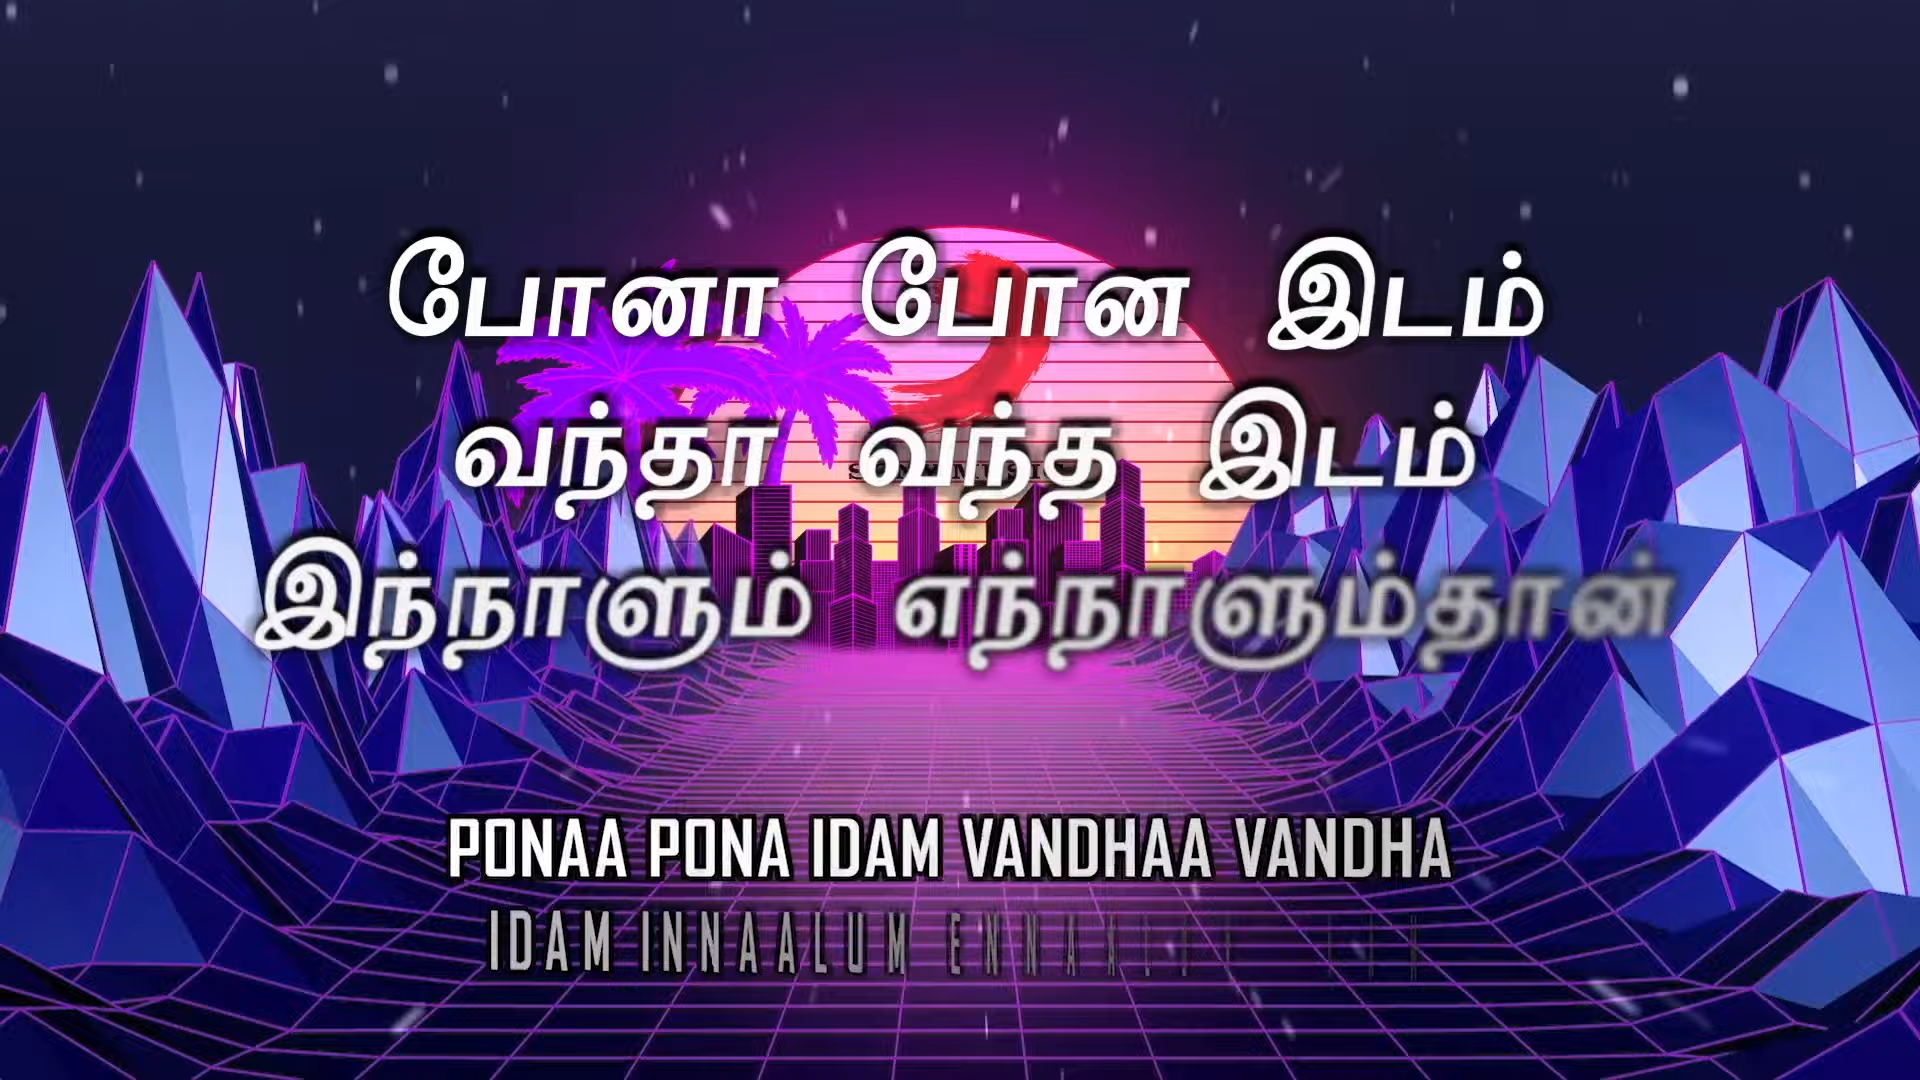 போனா போன இடம்
வந்தா வந்த இடம்
இந்நாளும் எந்நாளும்தான்
PONAA PONA IDAM VANDHAA VANDHA
IDAM INNAALUM